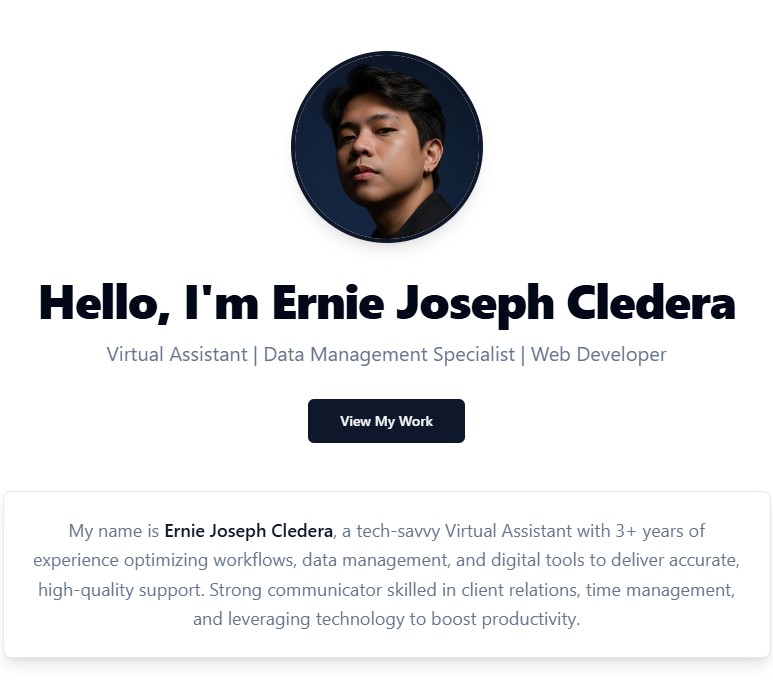 Hello, I'm Ernie Joseph Cledera
Virtual Assistant | Data Management Specialist | Web Developer
View My Work
My name is Ernie Joseph Cledera, a tech-savvy Virtual Assistant with 3+ years of
experience optimizing workflows, data management, and digital tools to deliver accurate,
high-quality support. Strong communicator skilled in client relations, time management,
and leveraging technology to boost productivity.